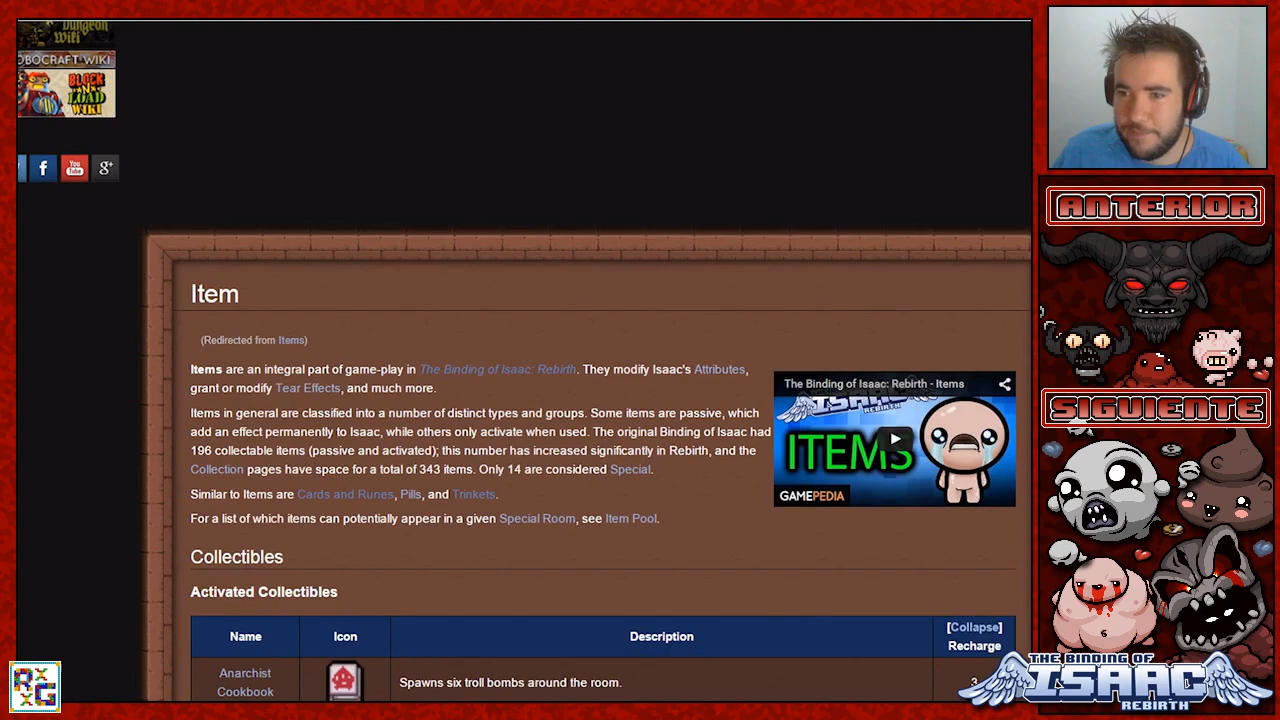 Dungeon
WIKI
OBOCRAFT WIKI
BLOCK
N
LOAD
WIKI
f
You
Tube
g+
Item
(Redirected from Items)
Items are an integral part of game-play in The Binding of Isaac: Rebirth. They modify Isaac's Attributes,
grant or modify Tear Effects, and much more.
Items in general are classified into a number of distinct types and groups. Some items are passive, which
add an effect permanently to Isaac, while others only activate when used. The original Binding of Isaac had
196 collectable items (passive and activated); this number has increased significantly in Rebirth, and the
Collection pages have space for a total of 343 items. Only 14 are considered Special.
Similar to Items are Cards and Runes, Pills, and Trinkets.
For a list of which items can potentially appear in a given Special Room, see Item Pool.
The Binding of Isaac: Rebirth - Items
ISAAC
REBIRTH
ITEMS
GAMEPEDIA
Collectibles
Activated Collectibles
Name Icon Description [Collapse]
Recharge
Anarchist
Cookbook
Spawns six troll bombs around the room.
3
ANTERIOR
SIGUIENTE
THE BINDING OF
ISAAC
REBIRTH
RxxG